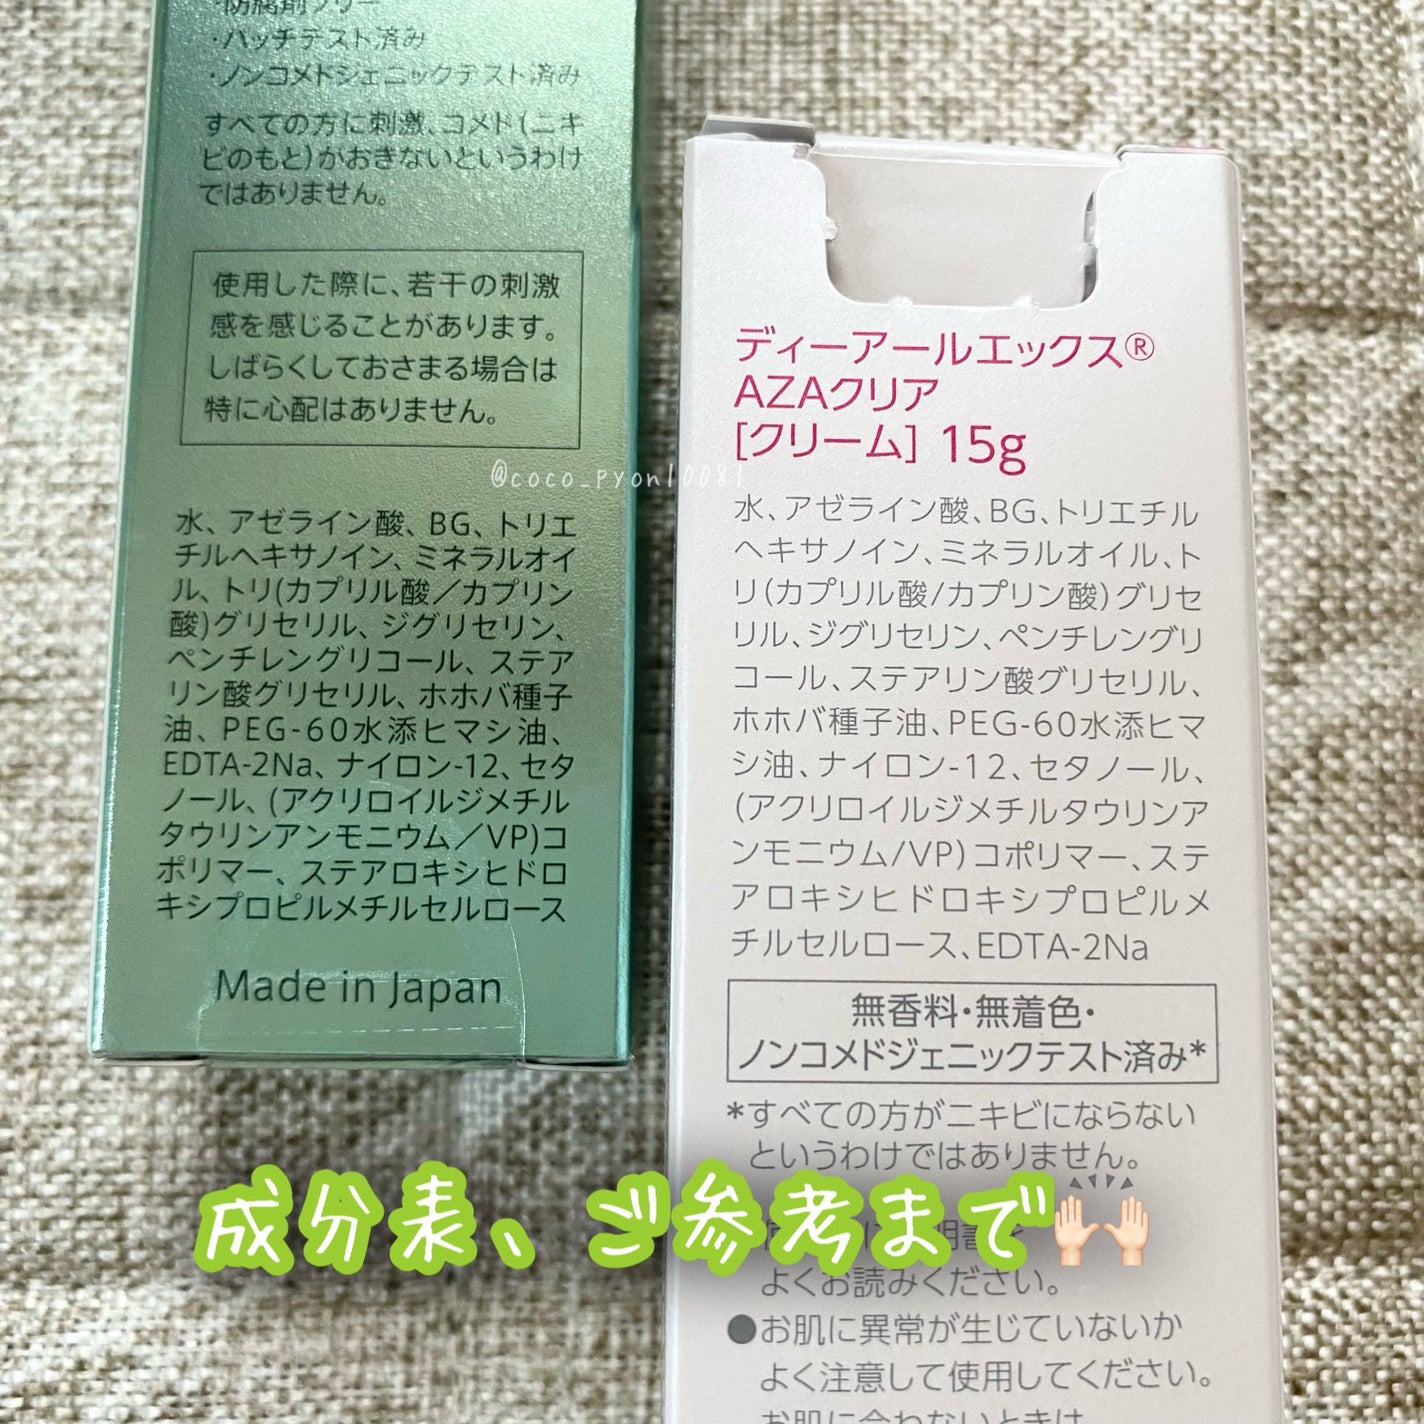 ・防腐剤フリー
・パッチテスト済み
・ノンコメドジェニックテスト済み
すべての方に刺激、コメド(ニキ
ビのもと)がおきないというわけ
ではありません。
使用した際に、若干の刺激
感を感じることがあります。
しばらくしておさまる場合は
特に心配はありません。
@coco_pyon10081
水、アゼライン酸、BG、トリエ
チルヘキサノイン、ミネラルオイ
ル、トリ(カプリル酸／カプリン
酸)グリセリル、ジグリセリン、
ペンチレングリコール、ステア
リン酸グリセリル、ホホバ種子
油、PEG-60水添ヒマシ油、
EDTA-2Na、ナイロン-12、セタ
ノール、(アクリロイルジメチル
タウリンアンモニウム／VP)コ
ポリマー、ステアロキシヒドロ
キシプロピルメチルセルロース
Made in Japan
ディーアールエックス®
AZAクリア
[クリーム] 15g
水、アゼライン酸、BG、トリエチル
ヘキサノイン、ミネラルオイル、ト
リ(カプリル酸/カプリン酸)グリセ
リル、ジグリセリン、ペンチレングリ
コール、ステアリン酸グリセリル、
ホホバ種子油、PEG-60水添ヒマ
シ油、ナイロン-12、セタノール、
(アクリロイルジメチルタウリンア
ンモニウム/VP)コポリマー、ステ
アロキシヒドロキシプロピルメ
チルセルロース、EDTA-2Na
無香料・無着色・
ノンコメドジェニックテスト済み*
*すべての方がニキビにならない
というわけではありません。
成分表、ご参考まで🙌🏻
よくお読みください。
●お肌に異常が生じていないか
よく注意して使用してください。
お肌に合わないときは